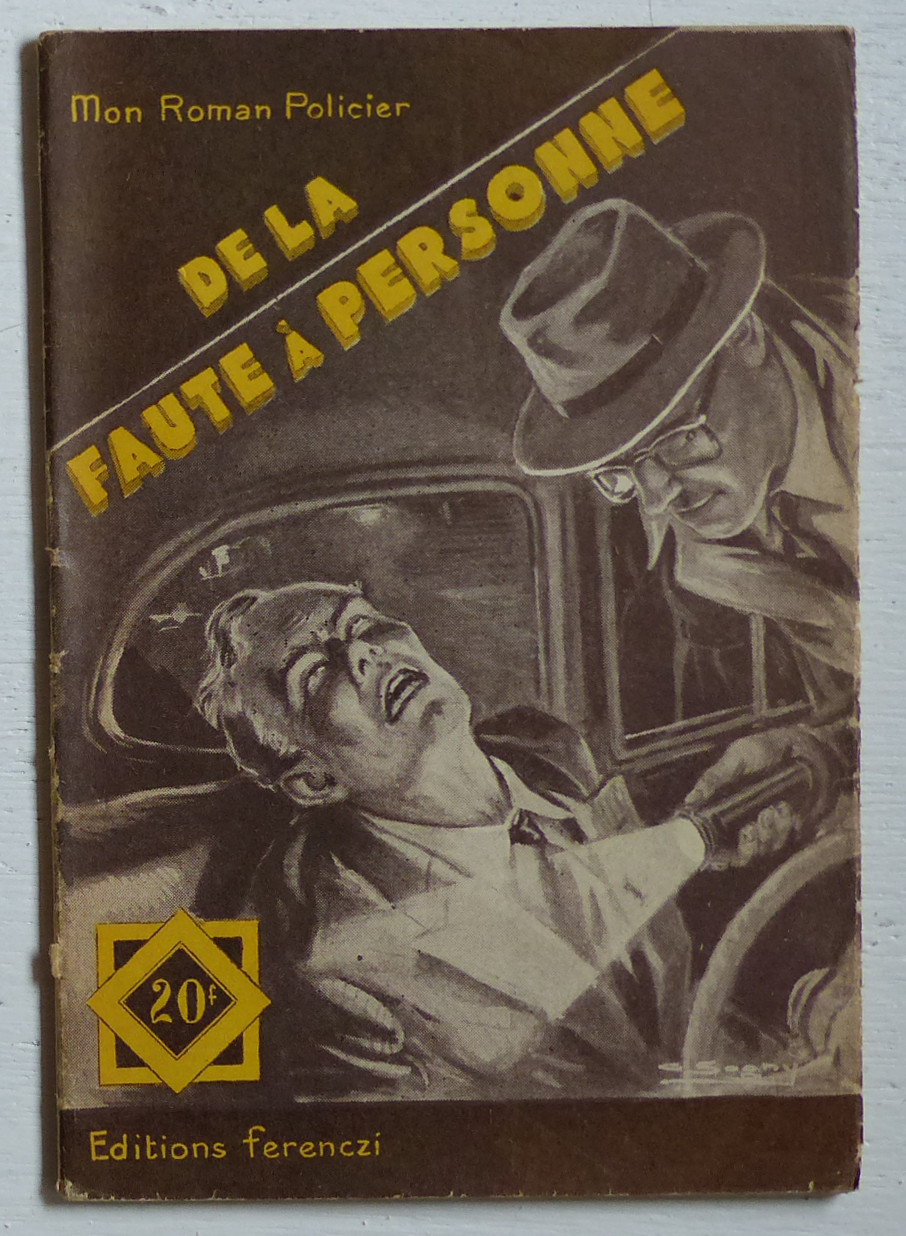 Mon Roman Policier
DE LA
FAUTE À PERSONNE
20f
Editions ferenczi